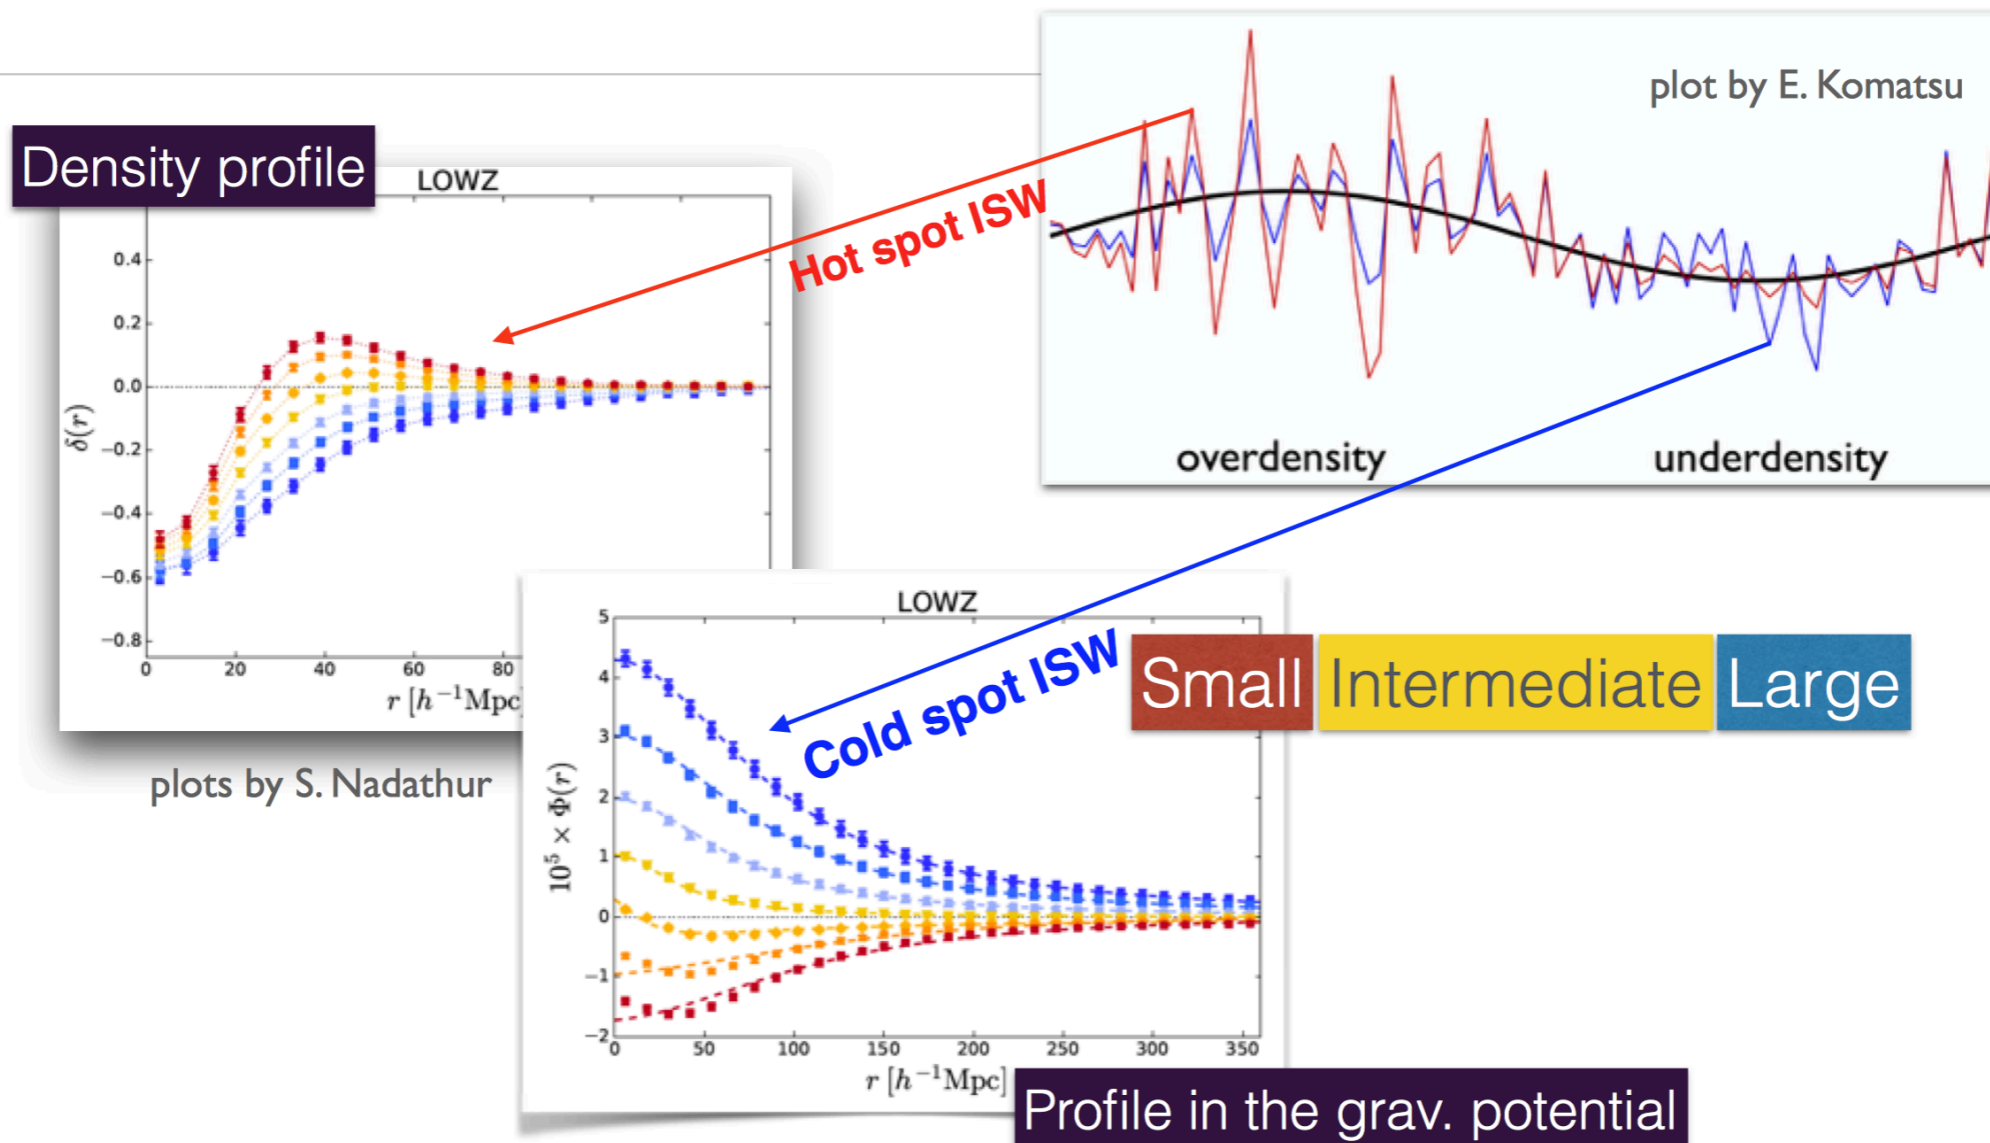 plot by E. Komatsu
overdensity
underdensity
Density profile
LOWZ
Hot spot ISW
0.4
0.2
0.0
−0.2
−0.4
−0.6
−0.8
δ(r)
0
20
40
60
80
r [h⁻¹Mpc
plots by S. Nadathur
LOWZ
Cold spot ISW
5
4
3
2
1
0
−1
−2
10⁵ × Φ(r)
0
50
100
150
200
250
300
350
r [h⁻¹Mpc]
Small
Intermediate
Large
Profile in the grav. potential